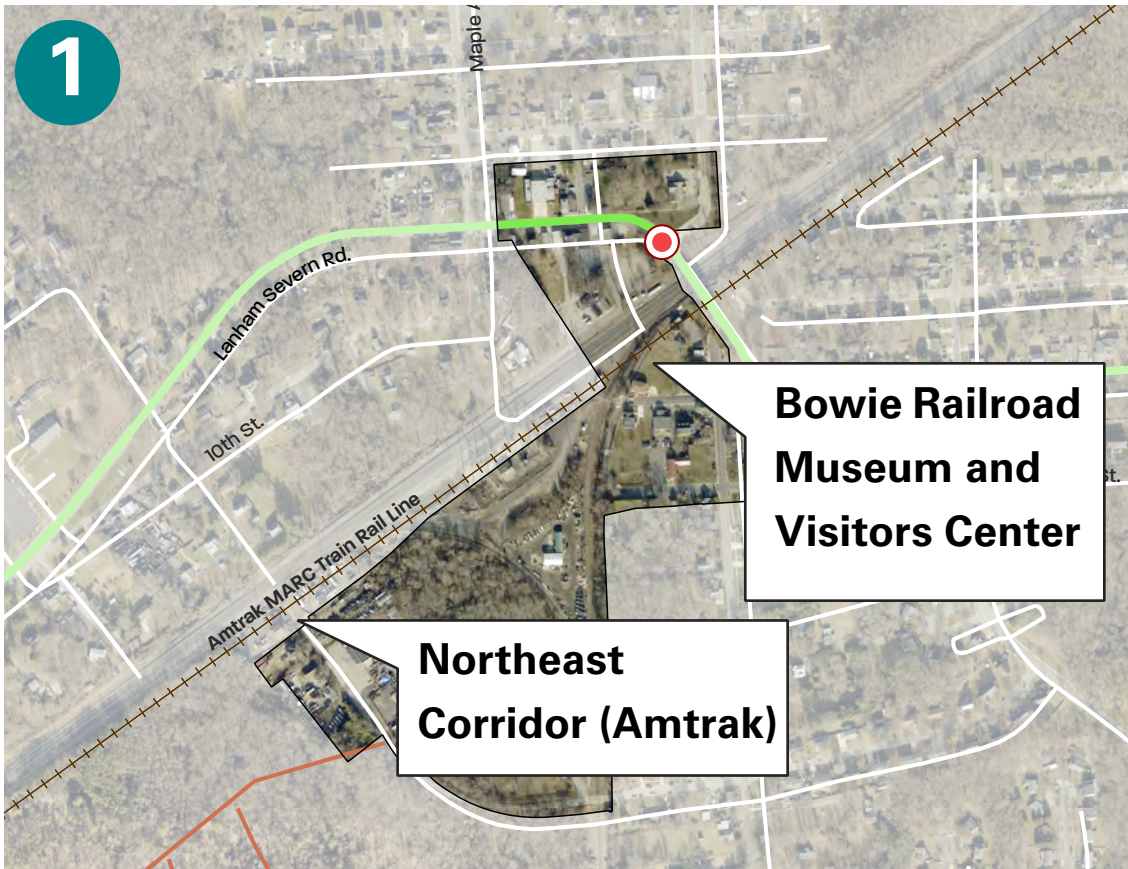 1
Maple A
Lanham Severn Rd.
10th St.
Bowie Railroad
Museum and
Visitors Center
St.
Amtrak MARC Train Rail Line
Northeast
Corridor (Amtrak)